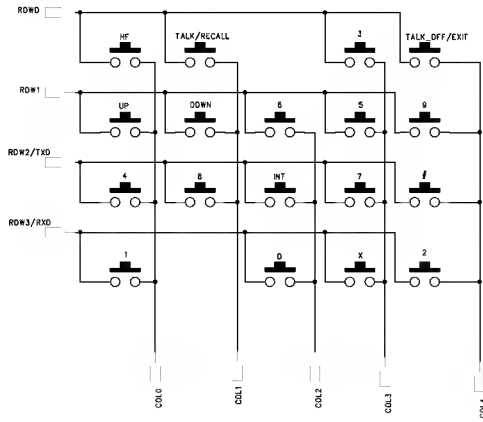 ROW0
HF TALK/RECALL 3 TALK_OFF/EXIT
ROW1
UP DOWN 6 5 9
ROW2/TXD
4 8 INT 7 #
ROW3/RXD
1 0 X 2
COL0
COL1
COL2
COL3
COL4